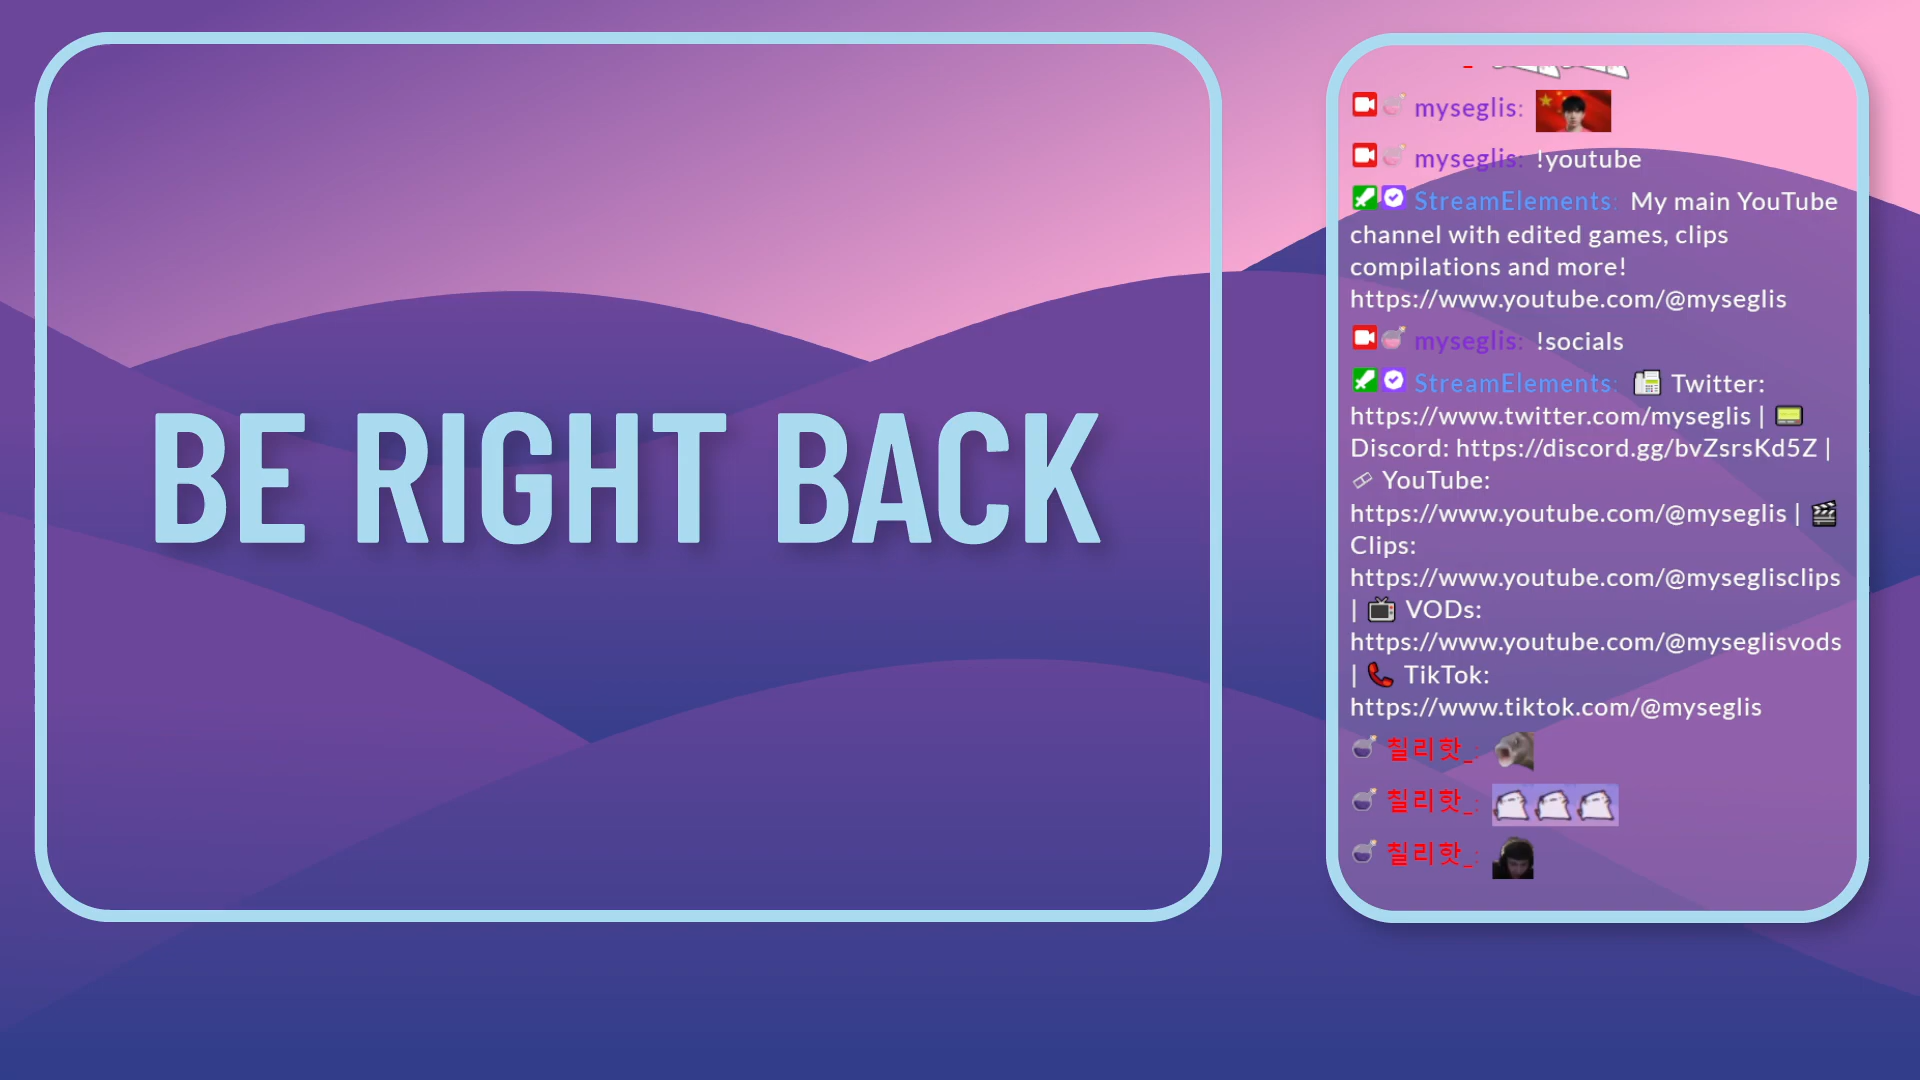 BE RIGHT BACK
myseglis:
myseglis: !youtube
StreamElements: My main YouTube
channel with edited games, clips
compilations and more!
https://www.youtube.com/@myseglis
myseglis: !socials
StreamElements: Twitter:
https://www.twitter.com/myseglis |
Discord: https://discord.gg/bvZsrsKd5Z |
YouTube:
https://www.youtube.com/@myseglis |
Clips:
https://www.youtube.com/@myseglisclips
| VODs:
https://www.youtube.com/@myseglisvods
| TikTok:
https://www.tiktok.com/@myseglis
칠리핫_:
칠리핫_:
칠리핫_: